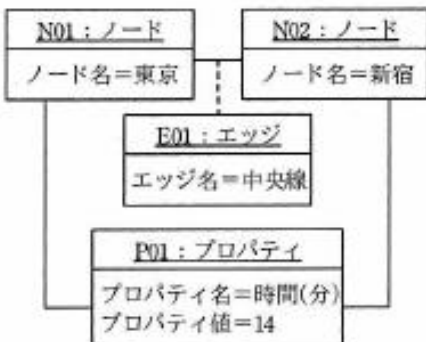 N01：ノード
N02：ノード
ノード名＝東京
ノード名＝新宿
E01：エッジ
エッジ名＝中央線
P01：プロパティ
プロパティ名＝時間(分)
プロパティ値＝14